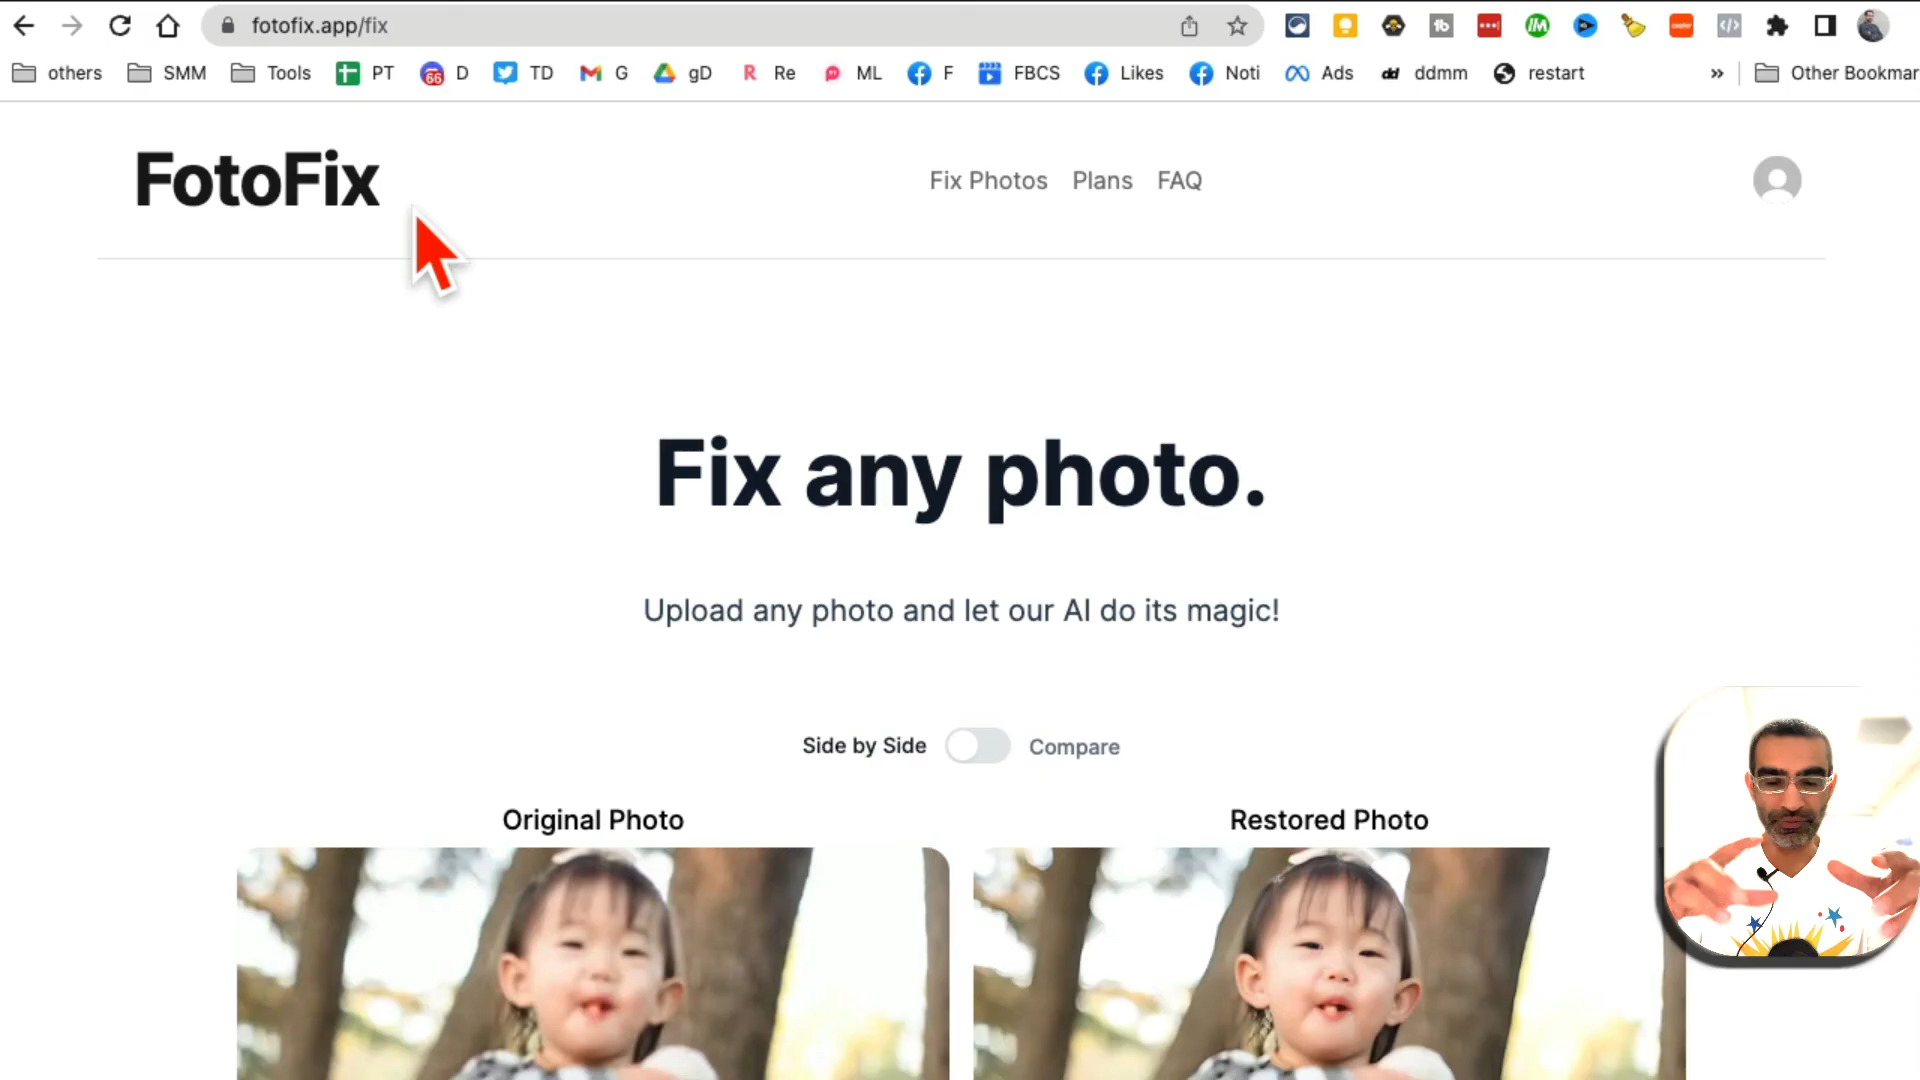 fotofix.app/fix
others SMM Tools PT D TD G gD Re ML F FBCS Likes Noti Ads ddmm restart » Other Bookmar
FotoFix
Fix Photos Plans FAQ
Fix any photo.
Upload any photo and let our AI do its magic!
Side by Side Compare
Original Photo Restored Photo